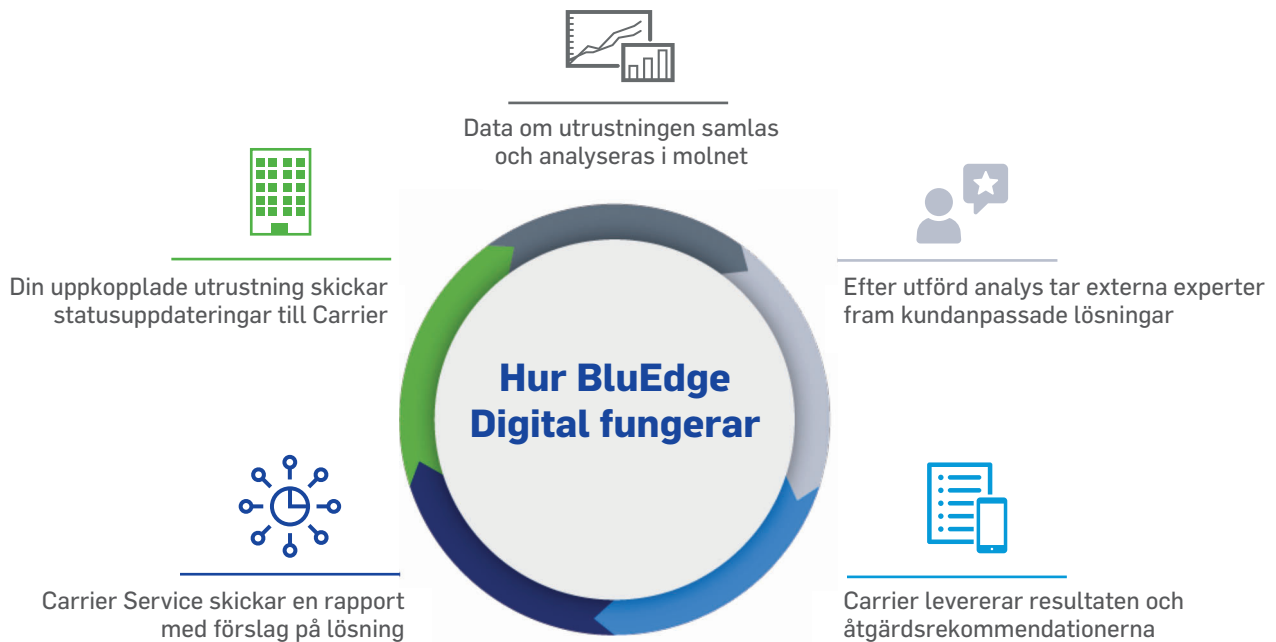 Data om utrustningen samlas
och analyseras i molnet
Din uppkopplade utrustning skickar
statusuppdateringar till Carrier
Efter utförd analys tar externa experter
fram kundanpassade lösningar
Hur BluEdge
Digital fungerar
Carrier Service skickar en rapport
med förslag på lösning
Carrier levererar resultaten och
åtgärdsrekommendationerna